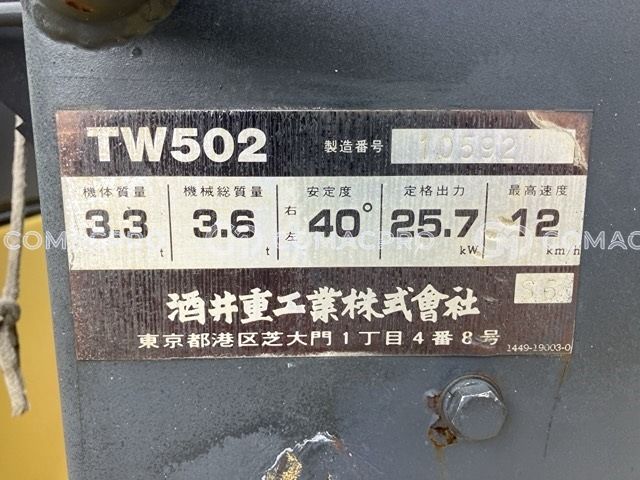 TW502 製造番号 10592
機体質量 機械総質量 安定度 定格出力 最高速度
3.3 t 3.6 t 右 左 40° 25.7 kW 12 km/h
COMACPRO COMACPRO COMACPRO
酒井重工業株式會社
東京都港区芝大門1丁目4番8号
1449-19003-0